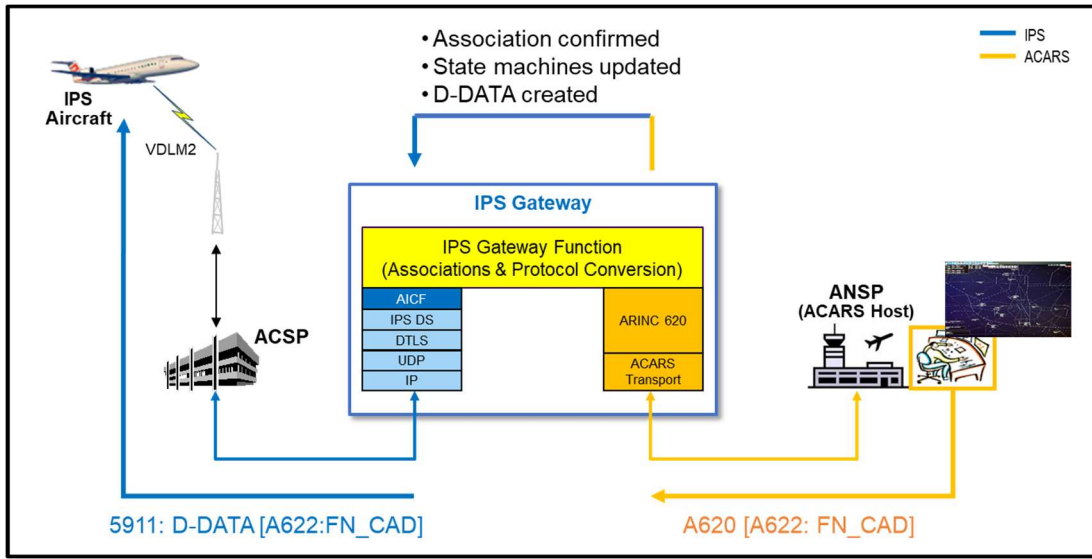 • Association confirmed
• State machines updated
• D-DATA created
IPS
ACARS
IPS
Aircraft
VDLM2
ACSP
IPS Gateway
IPS Gateway Function
(Associations & Protocol Conversion)
AICF
IPS DS
DTLS
UDP
IP
ARINC 620
ACARS
Transport
ANSP
(ACARS Host)
5911: D-DATA [A622:FN_CAD]
A620 [A622: FN_CAD]